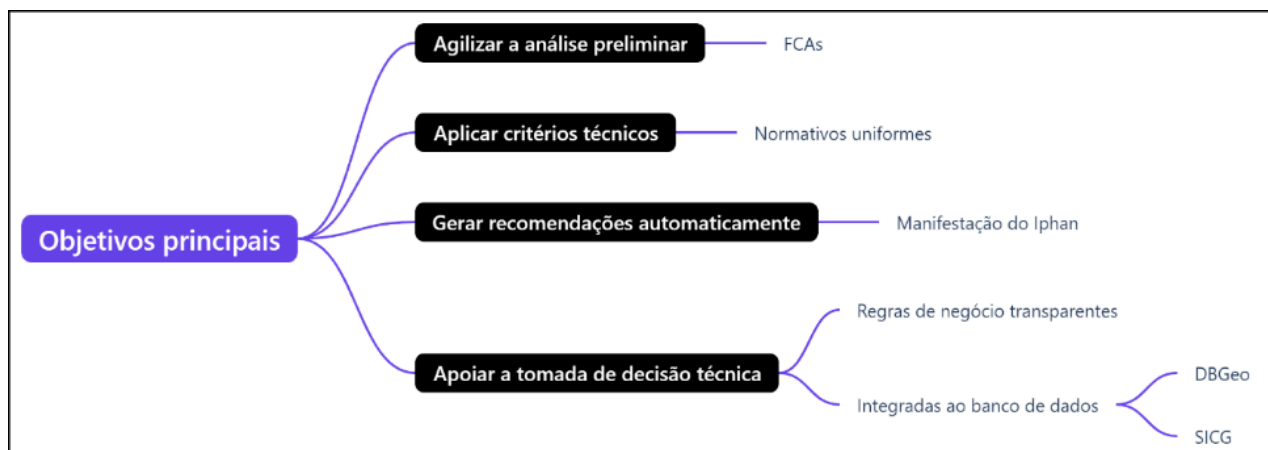 Agilizar a análise preliminar
FCAs
Aplicar critérios técnicos
Normativos uniformes
Objetivos principais
Gerar recomendações automaticamente
Manifestação do Iphan
Apoiar a tomada de decisão técnica
Regras de negócio transparentes
Integradas ao banco de dados
DBGeo
SICG